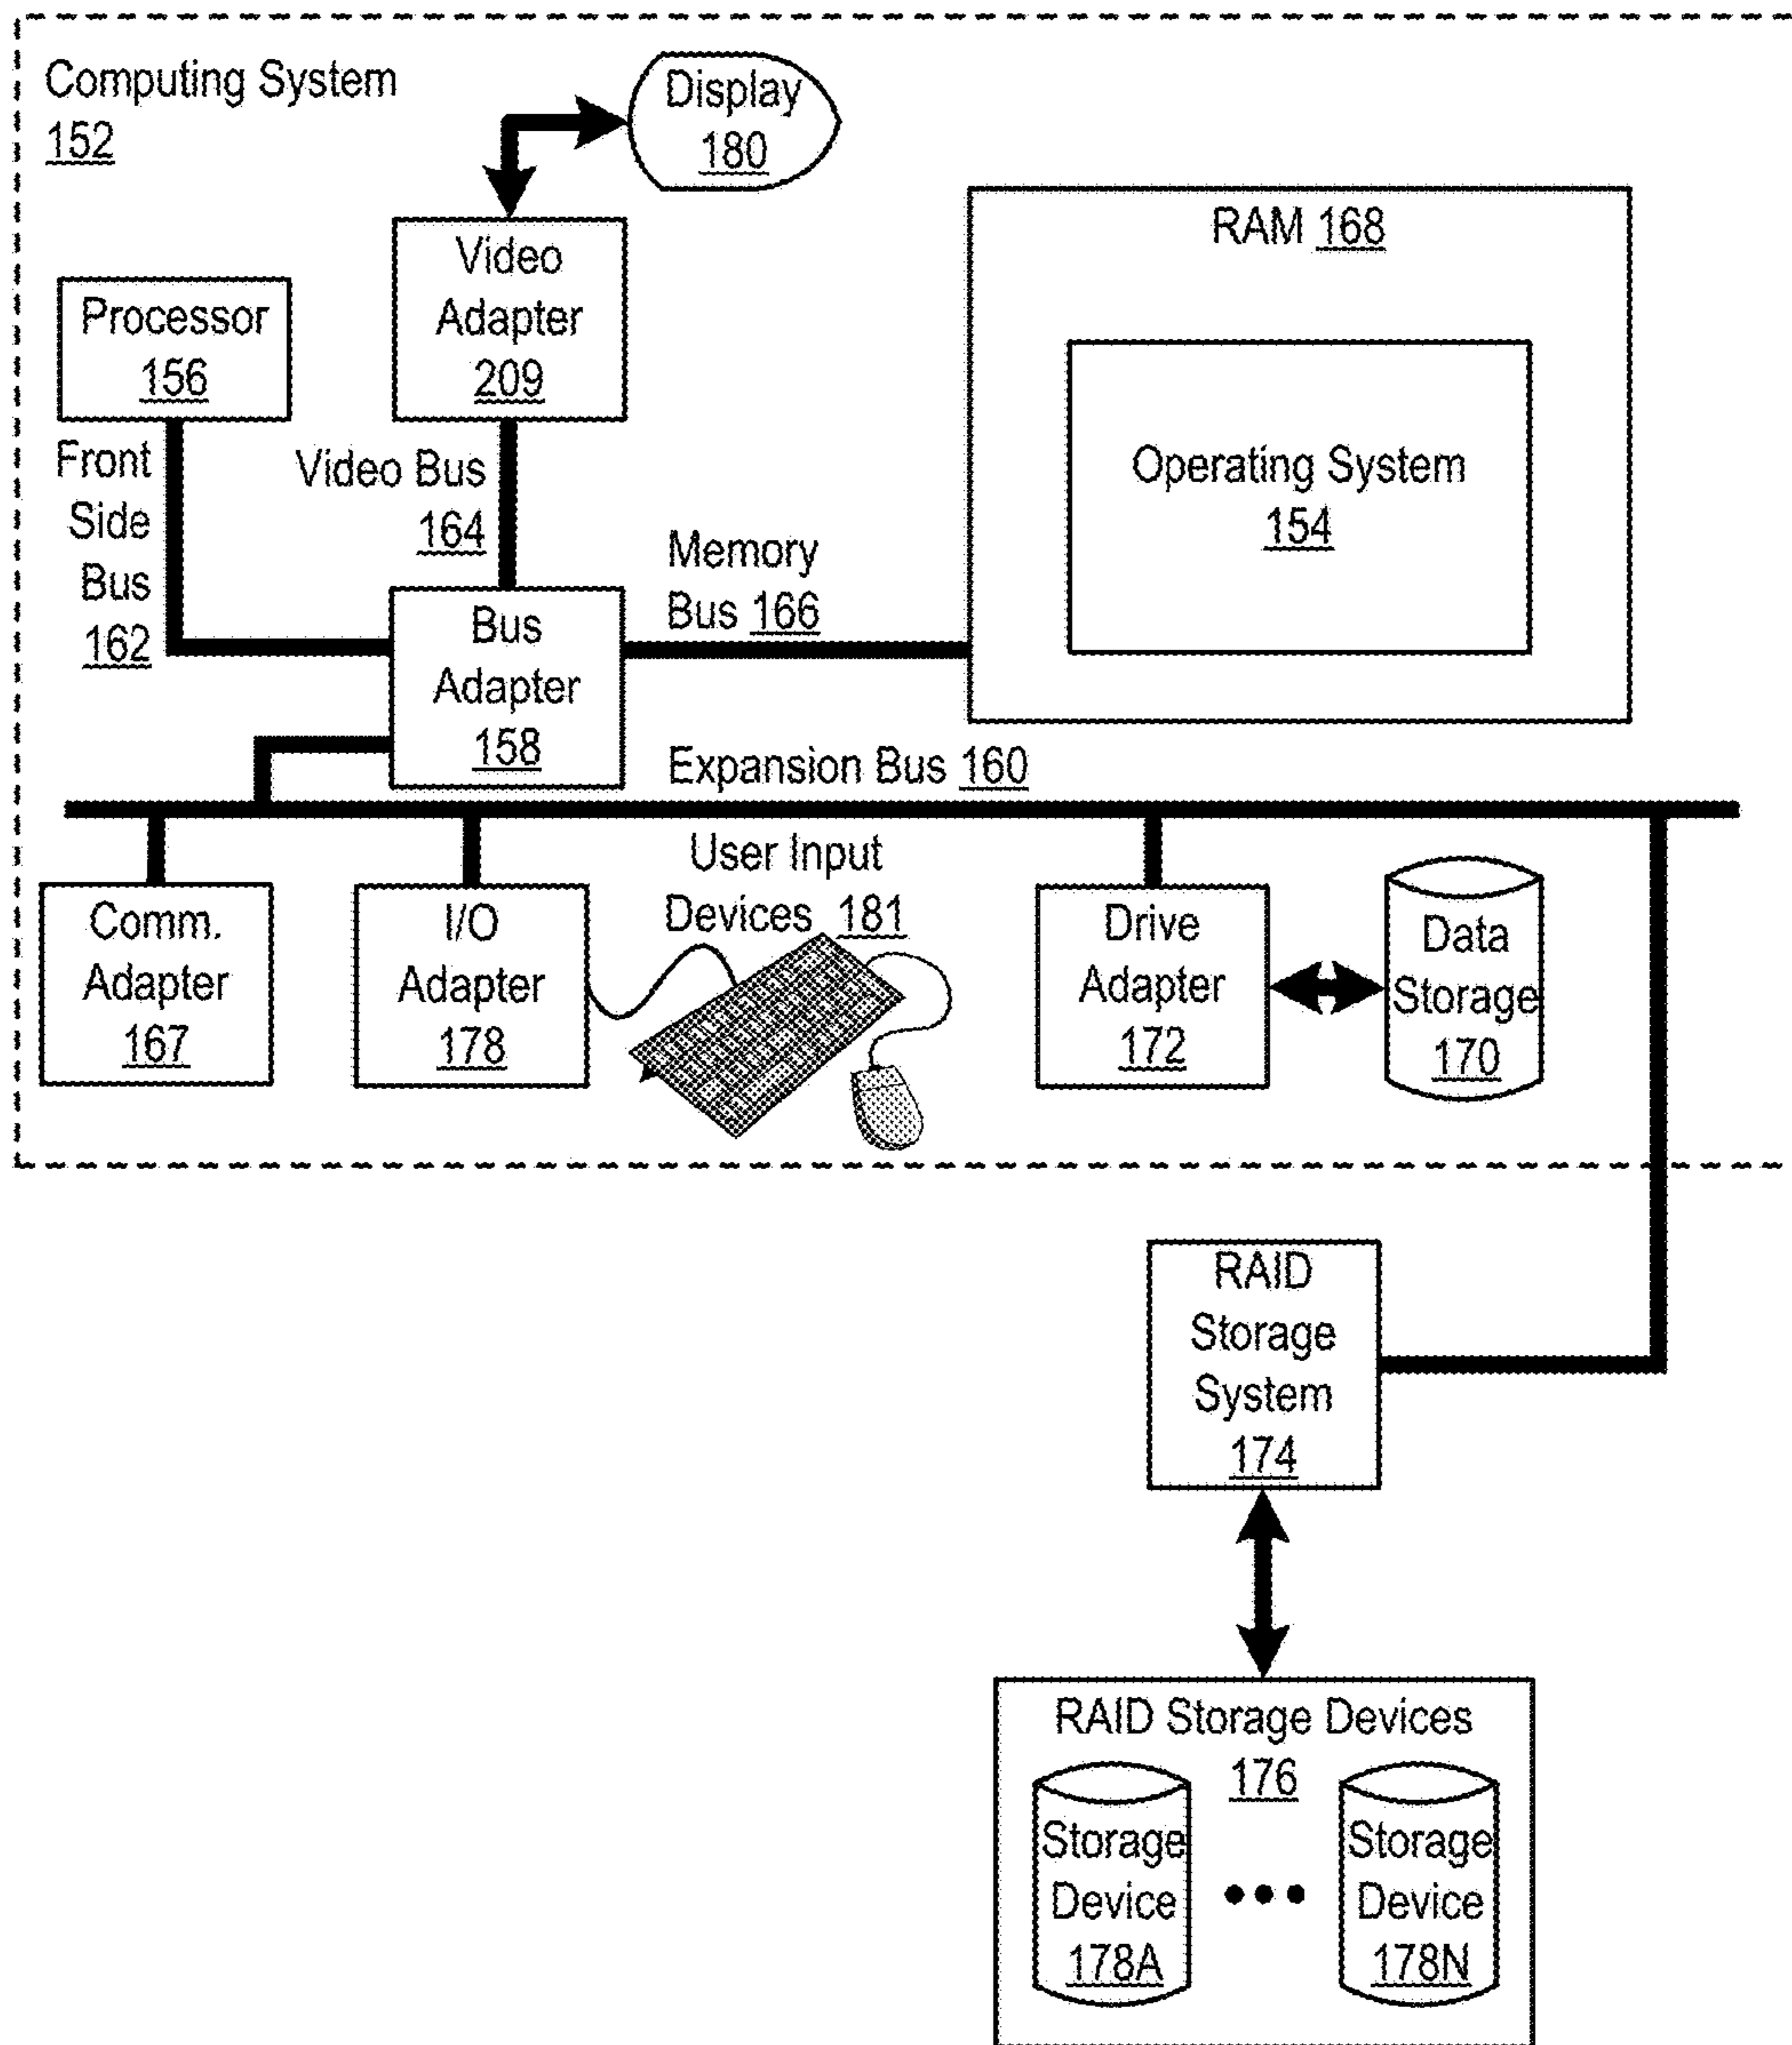 Computing System
152
Display
180
Video
Adapter
209
RAM 168
Processor
156
Operating System
154
Front
Side
Bus
162
Video Bus
164
Memory
Bus 166
Bus
Adapter
158
Expansion Bus 160
User Input
Devices 181
Comm.
Adapter
167
I/O
Adapter
178
Drive
Adapter
172
Data
Storage
170
RAID
Storage
System
174
RAID Storage Devices
176
Storage
Device
178A
Storage
Device
178N